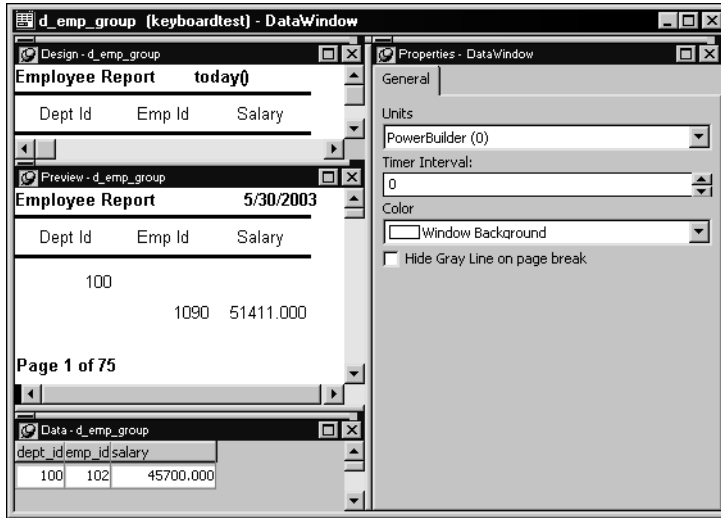 d_emp_group (keyboardtest) - DataWindow
Design - d_emp_group
Employee Report today()
Dept Id Emp Id Salary
Preview - d_emp_group
Employee Report 5/30/2003
Dept Id Emp Id Salary
100
1090 51411.000
Page 1 of 75
Data - d_emp_group
dept_id emp_id salary
100 102 45700.000
Properties - DataWindow
General
Units
PowerBuilder (0)
Timer Interval:
0
Color
Window Background
Hide Gray Line on page break